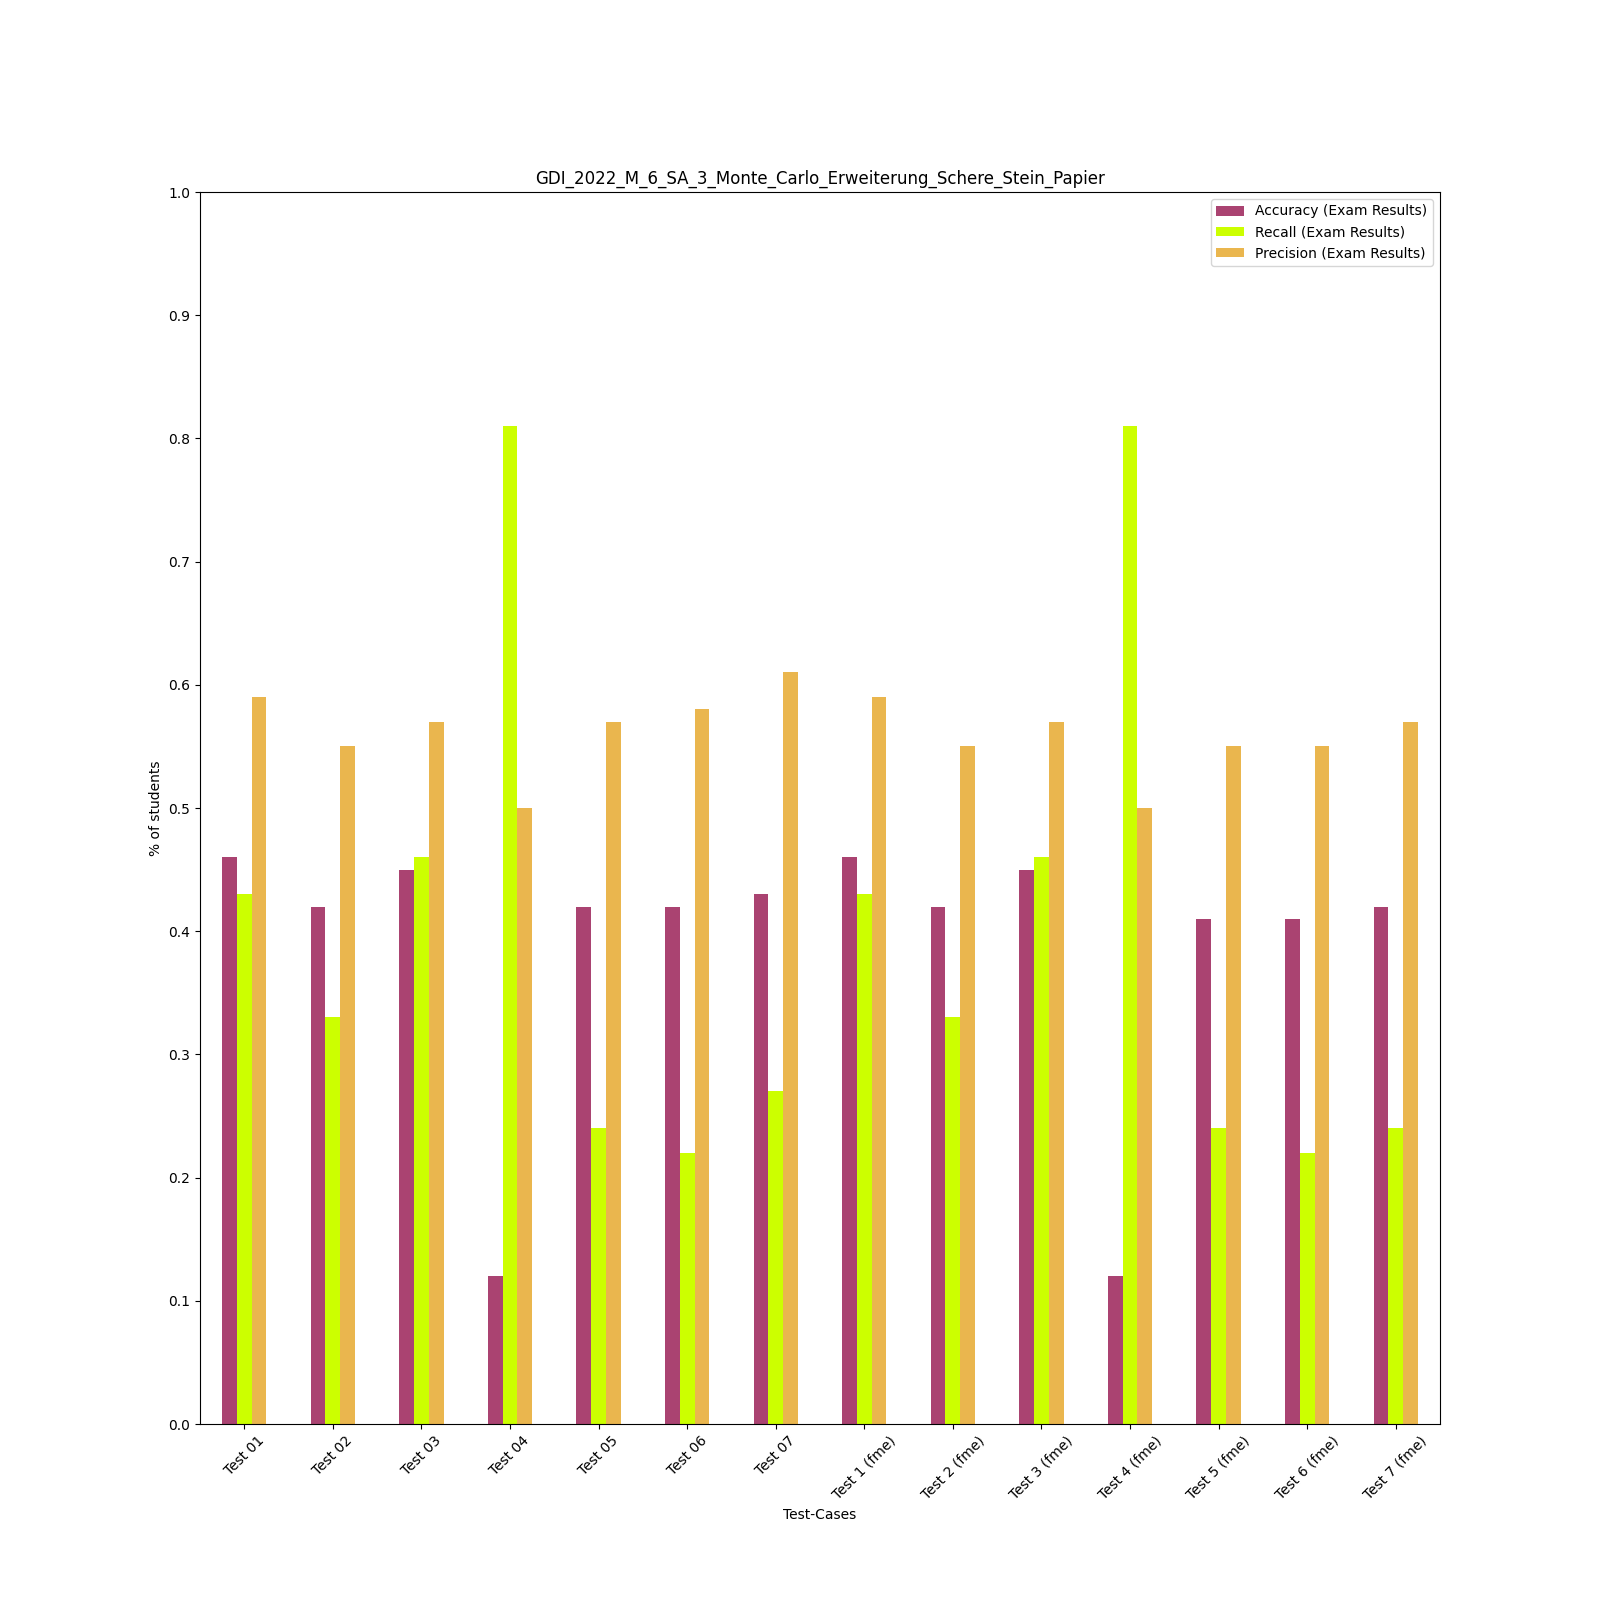 GDI_2022_M_6_SA_3_Monte_Carlo_Erweiterung_Schere_Stein_Papier
Accuracy (Exam Results)
Recall (Exam Results)
Precision (Exam Results)
1.0
0.9
0.8
0.7
0.6
0.5
0.4
0.3
0.2
0.1
0.0
% of students
Test 01
Test 02
Test 03
Test 04
Test 05
Test 06
Test 07
Test 1 (fme)
Test 2 (fme)
Test 3 (fme)
Test 4 (fme)
Test 5 (fme)
Test 6 (fme)
Test 7 (fme)
Test-Cases